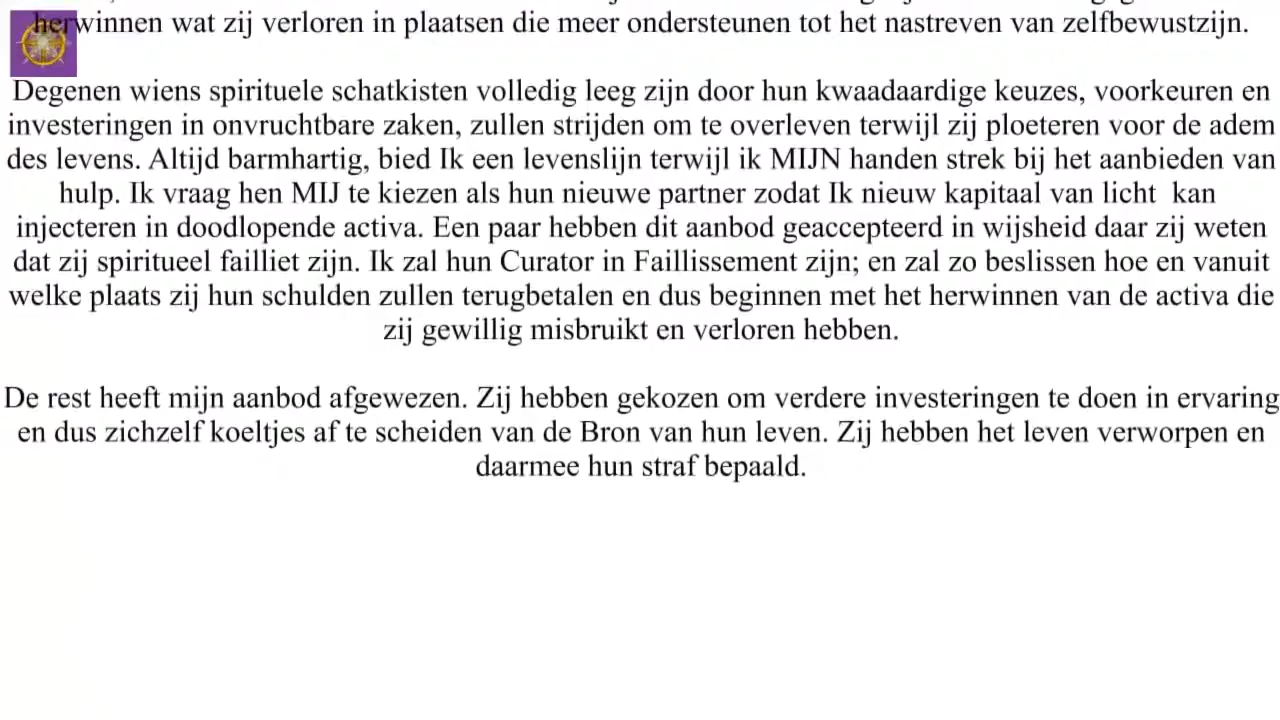 herwinnen wat zij verloren in plaatsen die meer ondersteunen tot het nastreven van zelfbewustzijn.
Degenen wiens spirituele schatkisten volledig leeg zijn door hun kwaadaardige keuzes, voorkeuren en
investeringen in onvruchtbare zaken, zullen strijden om te overleven terwijl zij ploeteren voor de adem
des levens. Altijd barmhartig, bied Ik een levenslijn terwijl ik MIJN handen strek bij het aanbieden van
hulp. Ik vraag hen MIJ te kiezen als hun nieuwe partner zodat Ik nieuw kapitaal van licht  kan
injecteren in doodlopende activa. Een paar hebben dit aanbod geaccepteerd in wijsheid daar zij weten
dat zij spiritueel failliet zijn. Ik zal hun Curator in Faillissement zijn; en zal zo beslissen hoe en vanuit
welke plaats zij hun schulden zullen terugbetalen en dus beginnen met het herwinnen van de activa die
zij gewillig misbruikt en verloren hebben.
De rest heeft mijn aanbod afgewezen. Zij hebben gekozen om verdere investeringen te doen in ervaring
en dus zichzelf koeltjes af te scheiden van de Bron van hun leven. Zij hebben het leven verworpen en
daarmee hun straf bepaald.